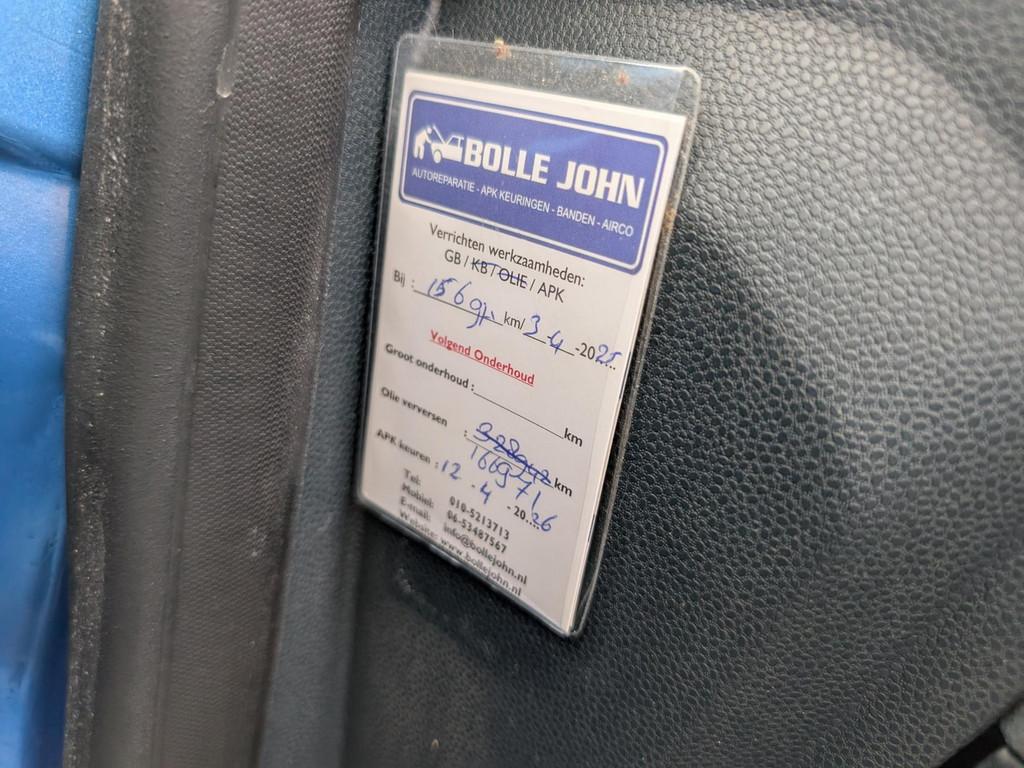 BOLLE JOHN
AUTOREPARATIE - APK KEURINGEN - BANDEN - AIRCO
Verrichten werkzaamheden:
GB / KB / OLIE / APK
Bij : 156971 km/ 3-4-2025
Volgend Onderhoud
Groot onderhoud : km
Olie verversen : km
166971
APK keuren : 12-4-2026
Tel: 010-5213713
Mobiel: 06-53487567
E-mail: info@bollejohn.nl
Website: www.bollejohn.nl